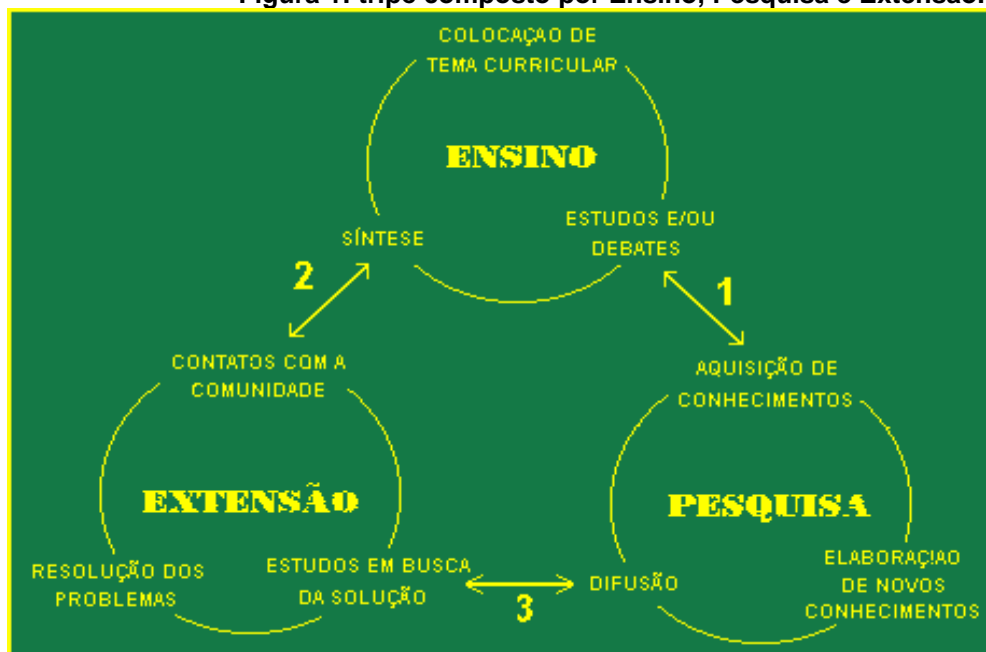 Figura 1: tripé composto por Ensino, Pesquisa e Extensão.
COLOCAÇAO DE
TEMA CURRICULAR
ENSINO
ESTUDOS E/OU
DEBATES
SÍNTESE
2
1
CONTATOS COM A
COMUNIDADE
AQUISIÇÃO DE
CONHECIMENTOS
EXTENSÃO
PESQUISA
RESOLUÇÃO DOS
PROBLEMAS
ESTUDOS EM BUSCA
DA SOLUÇÃO
3
DIFUSÃO
ELABORAÇ!AO
DE NOVOS
CONHECIMENTOS